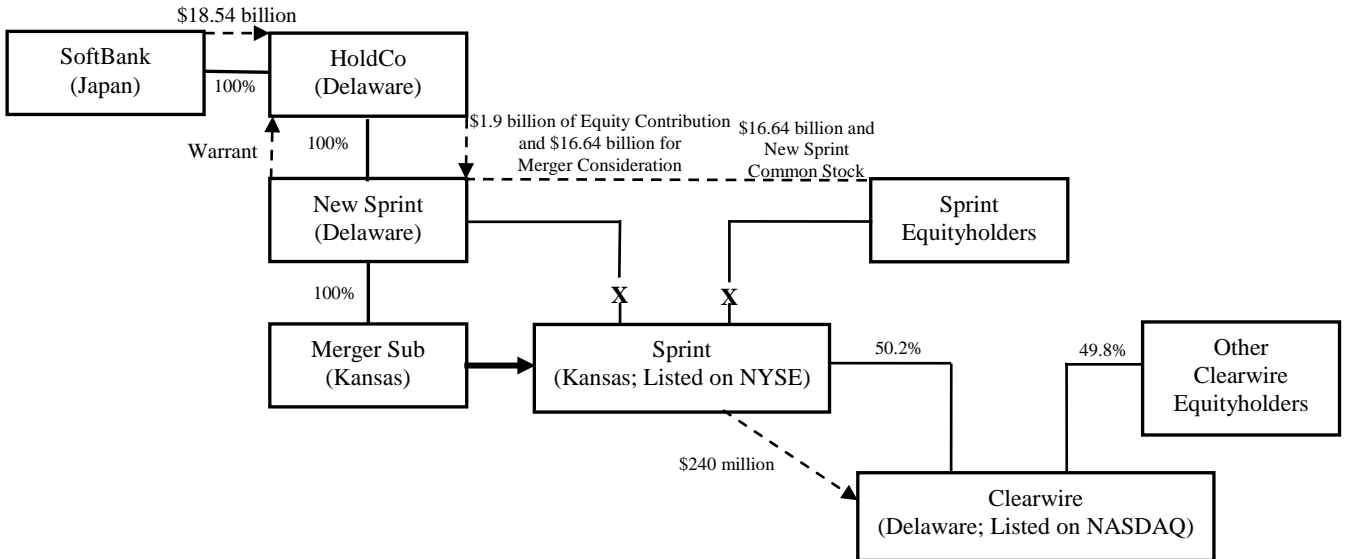 $18.54 billion
SoftBank
(Japan)
100%
HoldCo
(Delaware)
Warrant
100%
$1.9 billion of Equity Contribution
and $16.64 billion for
Merger Consideration
$16.64 billion and
New Sprint
Common Stock
New Sprint
(Delaware)
Sprint
Equityholders
100%
X
X
Merger Sub
(Kansas)
Sprint
(Kansas; Listed on NYSE)
50.2%
49.8%
Other
Clearwire
Equityholders
$240 million
Clearwire
(Delaware; Listed on NASDAQ)